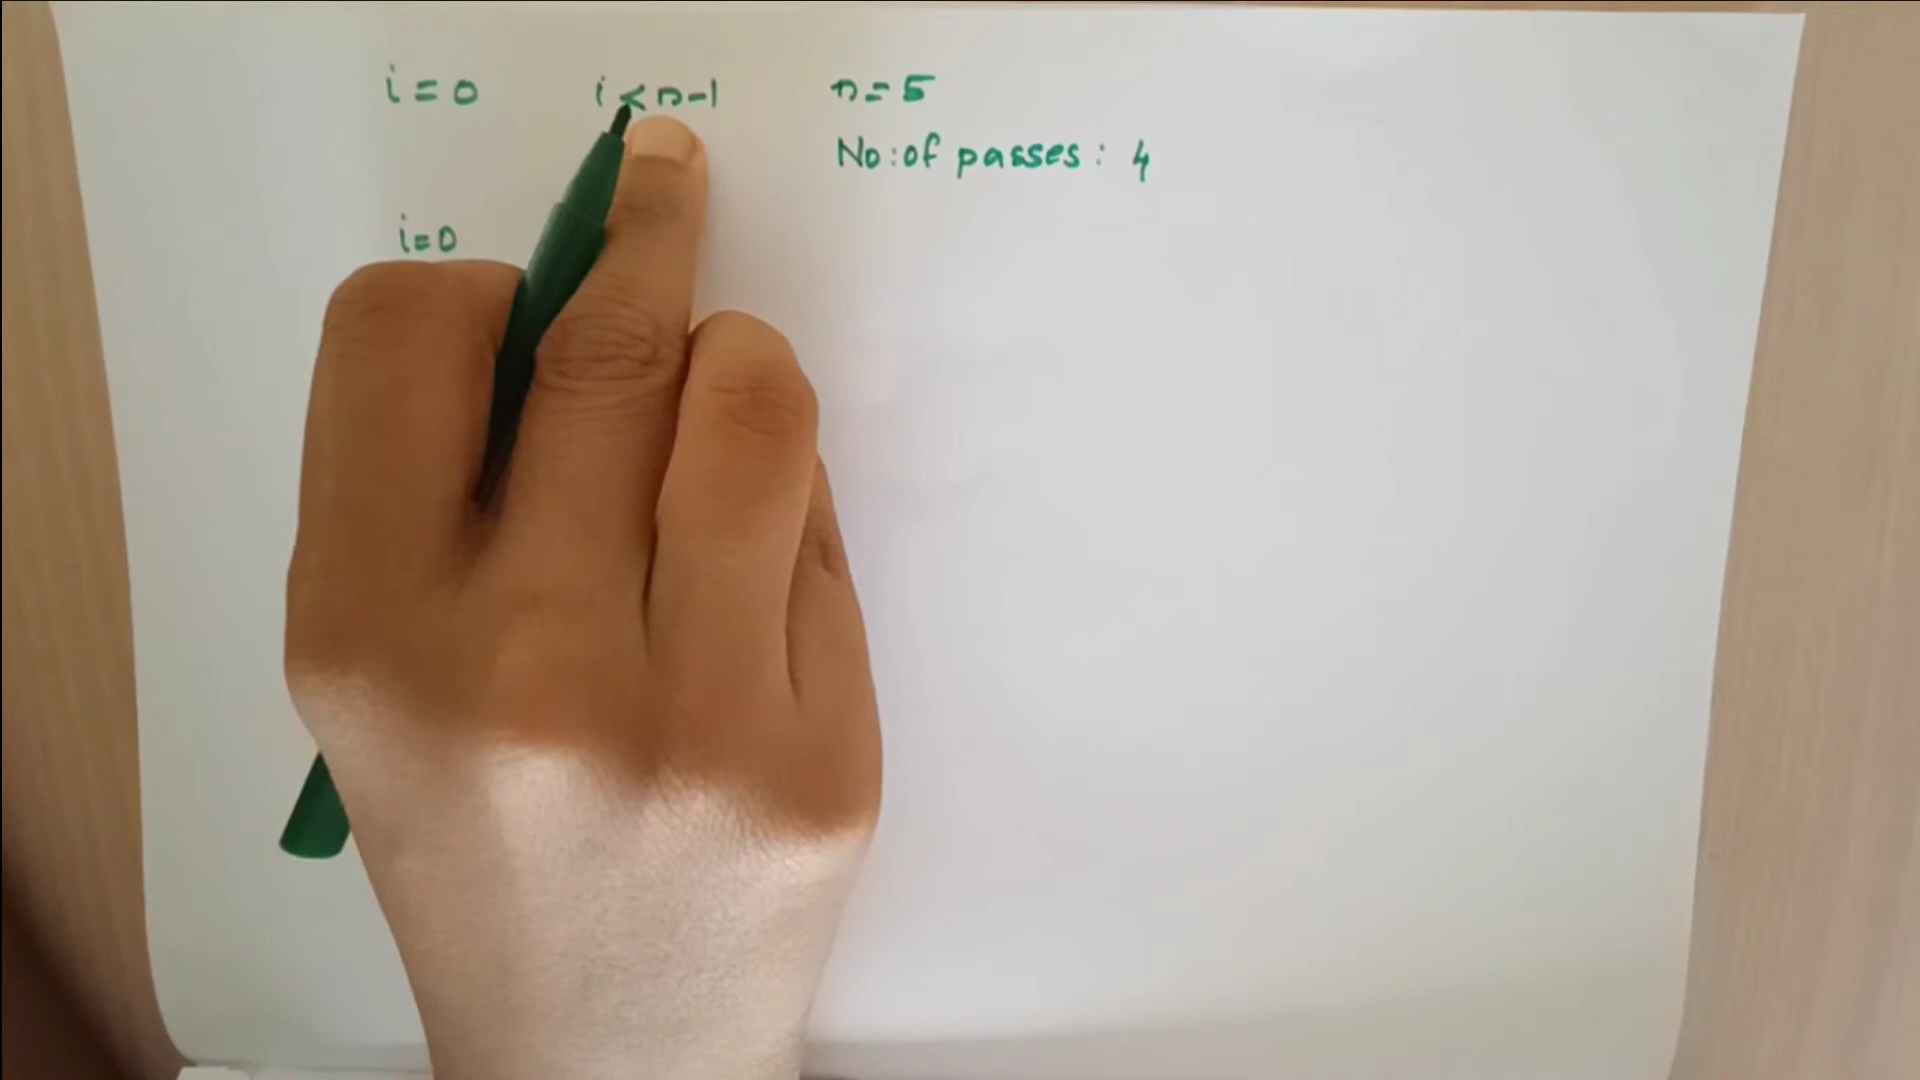 i = 0 i < n-1 n = 5
No: of passes : 4
i=0